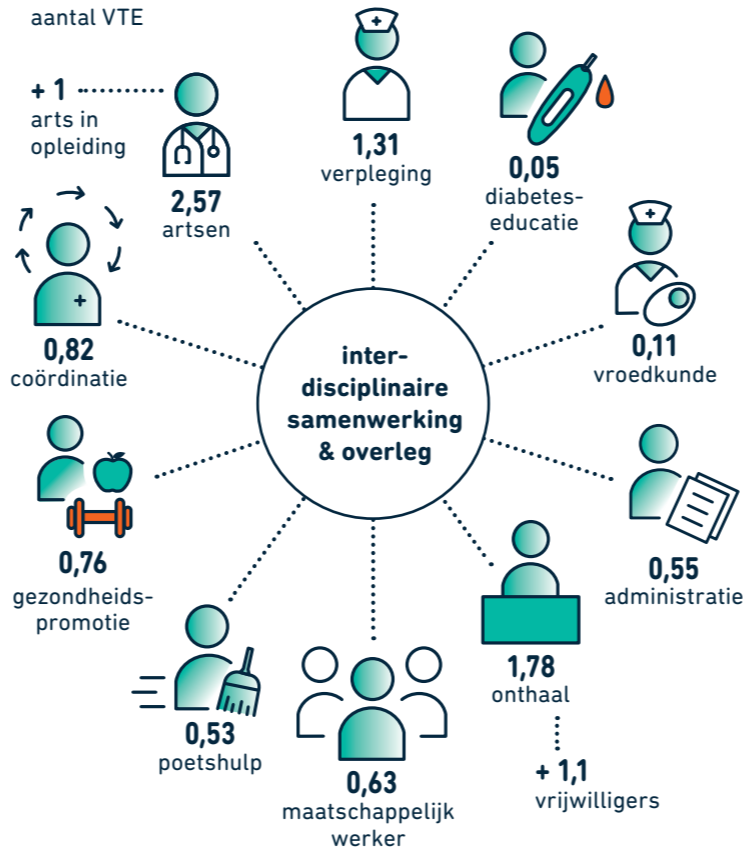 aantal VTE
+ 1
arts in
opleiding
2,57
artsen
1,31
verpleging
0,05
diabetes-
educatie
0,11
vroedkunde
0,55
administratie
1,78
onthaal
+ 1,1
vrijwilligers
0,63
maatschappelijk
werker
0,53
poetshulp
0,76
gezondheids-
promotie
0,82
coördinatie
inter-
disciplinaire
samenwerking
& overleg